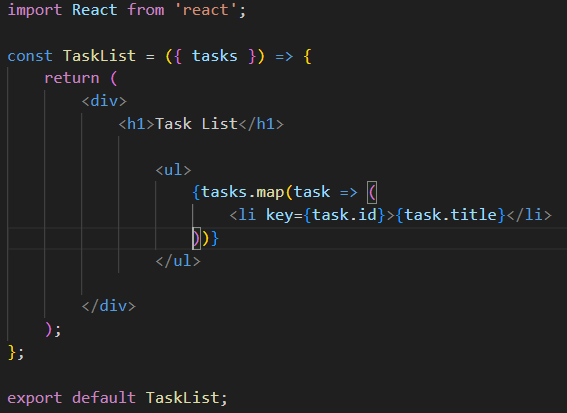 import React from 'react';

const TaskList = ({ tasks }) => {
    return (
        <div>
            <h1>Task List</h1>

                <ul>
                    {tasks.map(task => (
                        <li key={task.id}>{task.title}</li>
                    ))}
                </ul>

        </div>
    );
};

export default TaskList;